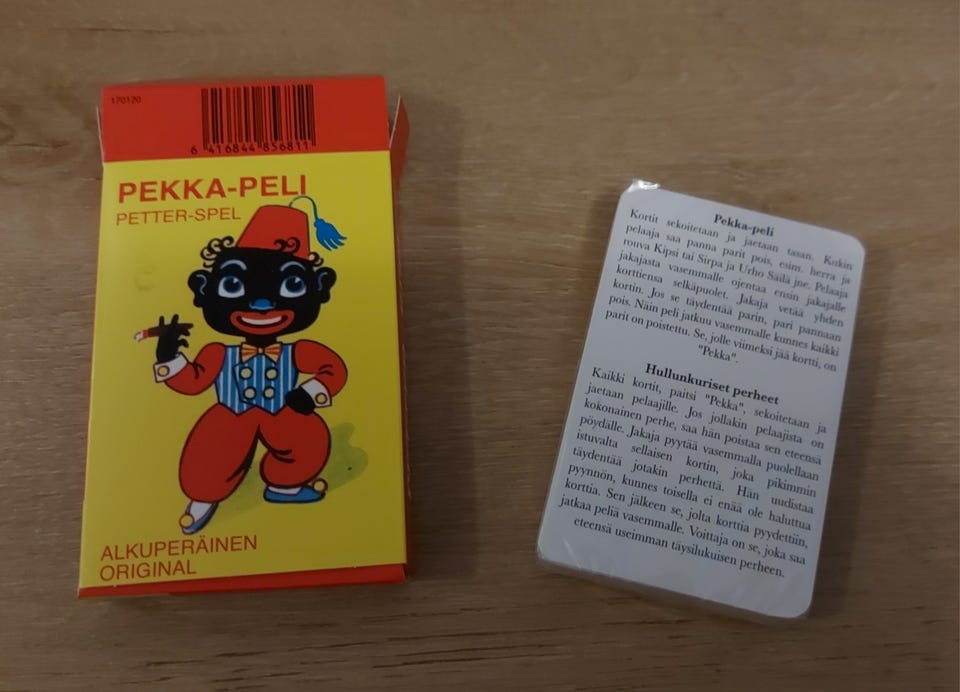 170120
6 416844 856811
PEKKA-PELI
PETTER-SPEL
ALKUPERÄINEN
ORIGINAL
Pekka-peli
Kortit sekoitetaan ja jaetaan tasan. Kukin
pelaaja saa panna parit pois, esim. herra ja
rouva Kipsi tai Sirpa ja Urho Säilä jne. Pelaaja
jakajasta vasemmalle ojentaa ensin jakajalle
korttiensa selkäpuolet. Jakaja vetää yhden
kortin. Jos se täydentää parin, pari pannaan
pois. Näin peli jatkuu vasemmalle kunnes kaikki
parit on poistettu. Se, jolle viimeksi jää kortti, on
"Pekka".
Hullunkuriset perheet
Kaikki kortit, paitsi "Pekka", sekoitetaan ja
jaetaan pelaajille. Jos jollakin pelaajista on
kokonainen perhe, saa hän poistaa sen eteensä
pöydälle. Jakaja pyytää vasemmalla puolellaan
istuvalta sellaisen kortin, joka pikimmin
täydentää jotakin perhettä. Hän uudistaa
pyynnön, kunnes toisella ei enää ole haluttua
korttia. Sen jälkeen se, jolta korttia pyydettiin,
jatkaa peliä vasemmalle. Voittaja on se, joka saa
eteensä useimman täysilukuisen perheen.